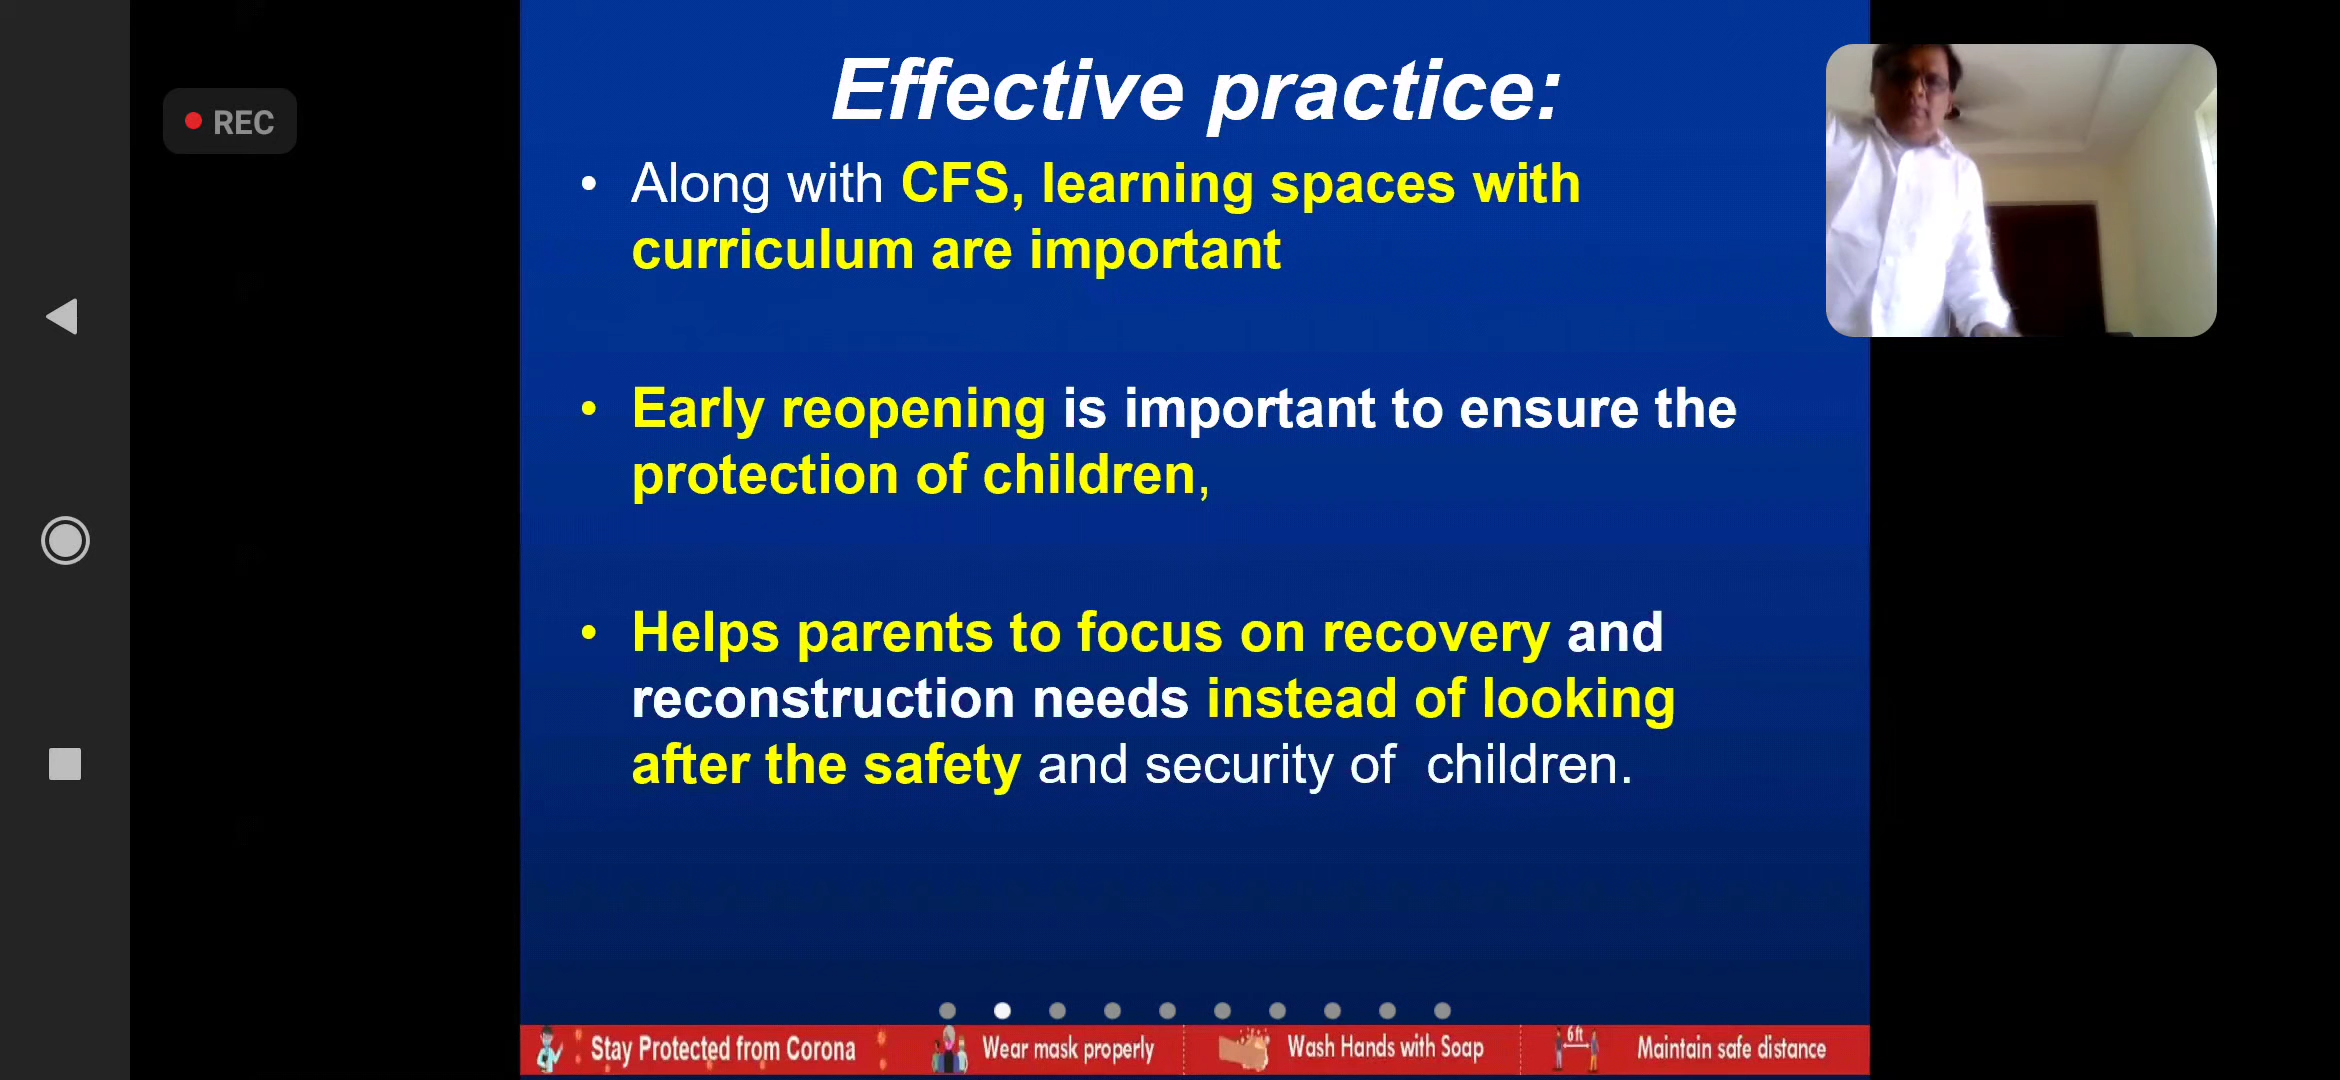 REC
Effective practice:
• Along with CFS, learning spaces with
curriculum are important
• Early reopening is important to ensure the
protection of children,
• Helps parents to focus on recovery and
reconstruction needs instead of looking
after the safety and security of  children.
Stay Protected from Corona Wear mask properly Wash Hands with Soap 6 ft Maintain safe distance